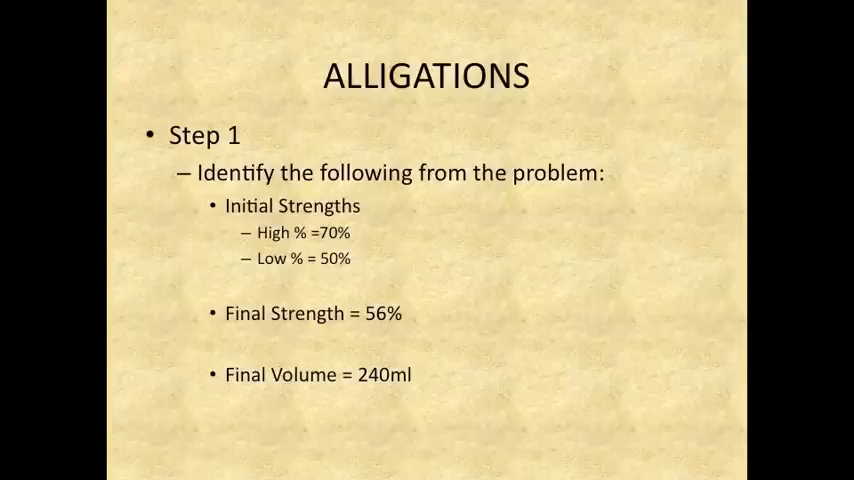 ALLIGATIONS
• Step 1
– Identify the following from the problem:
• Initial Strengths
– High % =70%
– Low % = 50%
• Final Strength = 56%
• Final Volume = 240ml